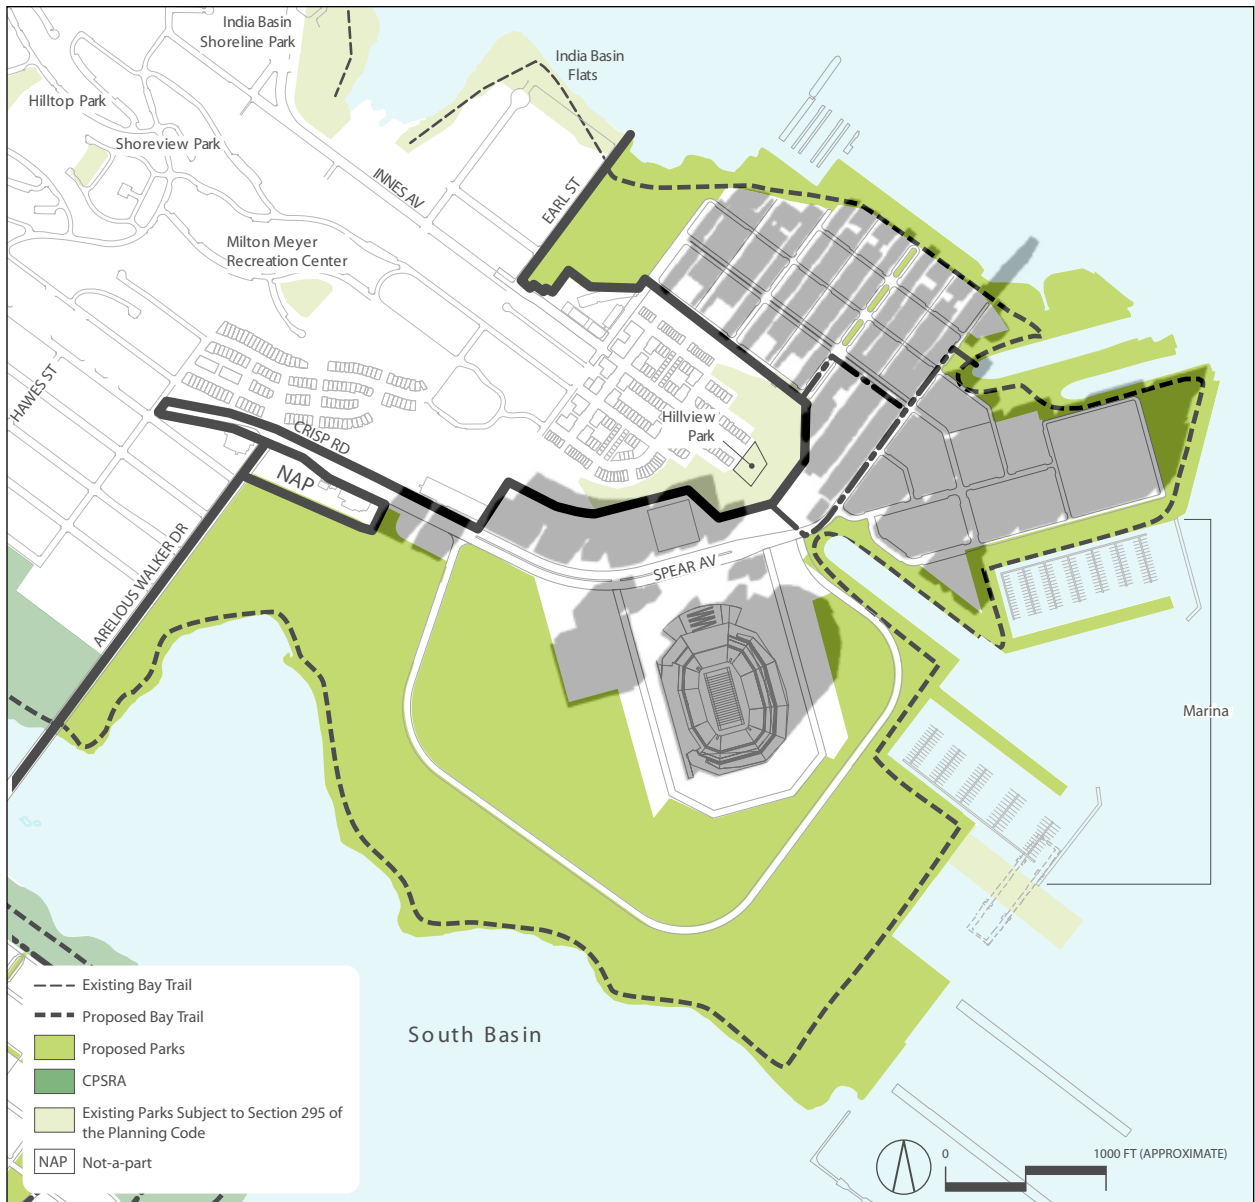 India Basin
Shoreline Park
India Basin
Flats
Hilltop Park
Shoreview Park
INNES AV
EARL ST
Milton Meyer
Recreation Center
HAWES ST
CRISP RD
Hillview
Park
NAP
ARELIOUS WALKER DR
SPEAR AV
Marina
Existing Bay Trail
Proposed Bay Trail
Proposed Parks
CPSRA
Existing Parks Subject to Section 295 of
the Planning Code
NAP Not-a-part
South Basin
0 1000 FT (APPROXIMATE)